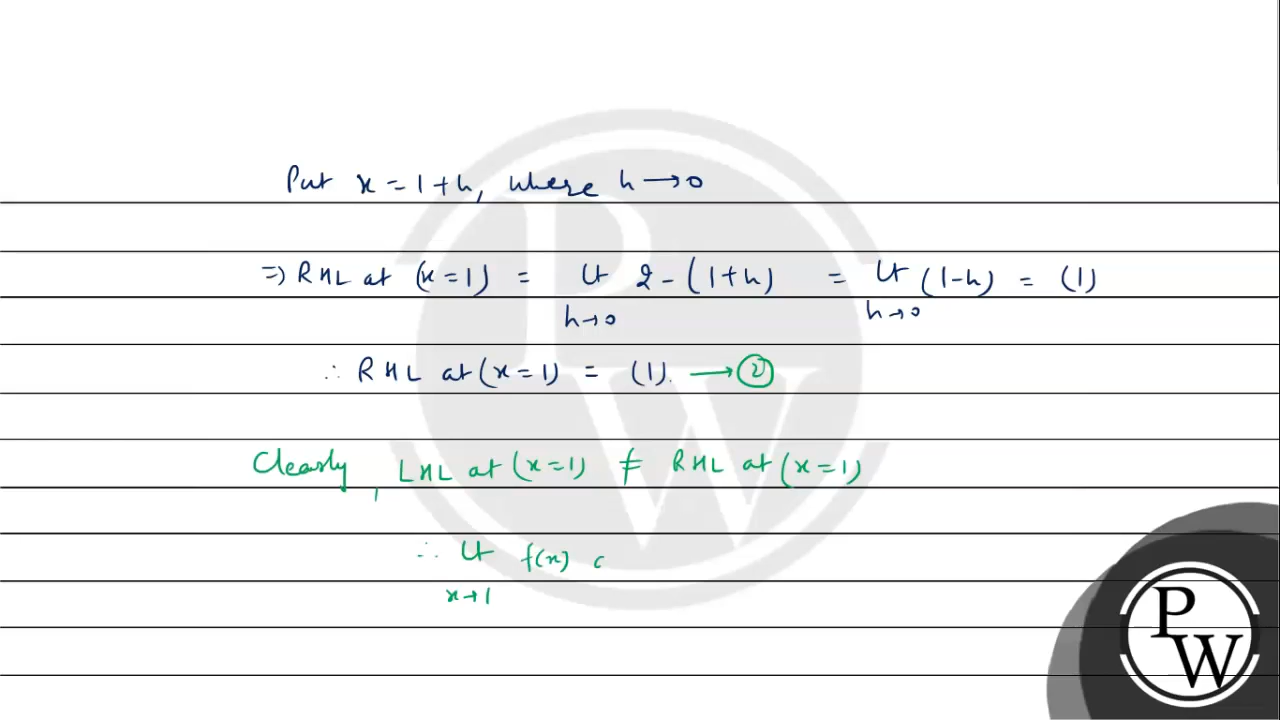 Put x = 1+h, where h → 0
⇒ RHL at (x=1) = Lt h→0 2-(1+h) = Lt h→0 (1-h) = (1)
∴ RHL at (x=1) = (1). → ②
Clearly, LHL at (x=1) ≠ RHL at (x=1)
∴ Lt x→1 f(x) d
P
W
P
W